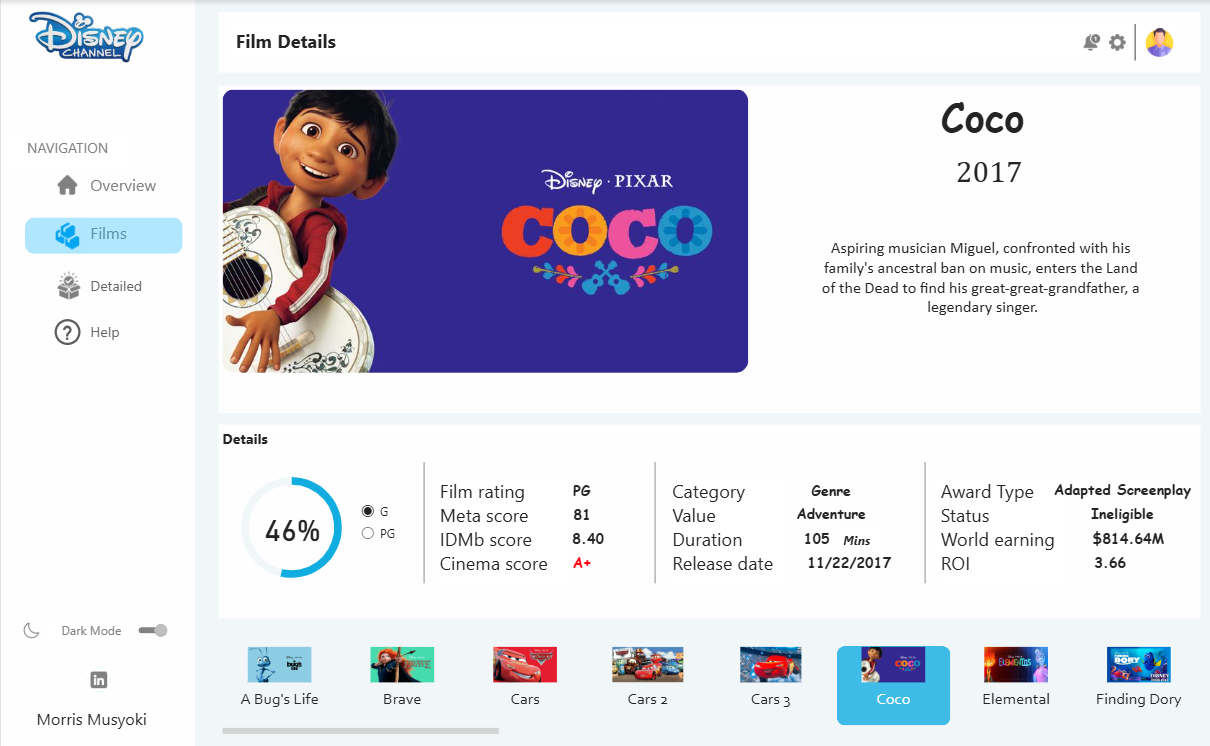 Disney
CHANNEL
Film Details
NAVIGATION
Overview
Films
Detailed
Help
Dark Mode
in
Morris Musyoki
Disney · PIXAR
COCO
Coco
2017
Aspiring musician Miguel, confronted with his
family's ancestral ban on music, enters the Land
of the Dead to find his great-great-grandfather, a
legendary singer.
Details
46%
G
PG
Film rating PG
Meta score 81
IDMb score 8.40
Cinema score A+
Category Genre
Value Adventure
Duration 105 Mins
Release date 11/22/2017
Award Type Adapted Screenplay
Status Ineligible
World earning $814.64M
ROI 3.66
A Bug's Life
BRAVE
Brave
Cars
Cars 2
Cars 3
COCO
Coco
ELEMENTAL
Elemental
DORY
Finding Dory